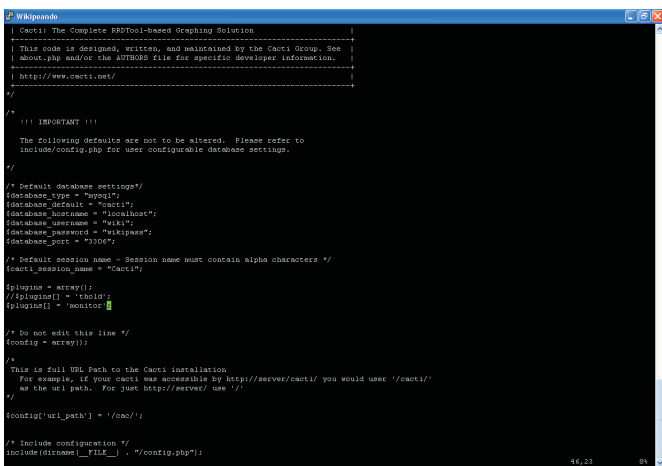 Wikipeando
| Cacti: The Complete RRDTool-based Graphing Solution |
+-------------------------------------------------------------------------+
| This code is designed, written, and maintained by the Cacti Group. See |
| about.php and/or the AUTHORS file for specific developer information. |
+-------------------------------------------------------------------------+
| http://www.cacti.net/ |
+-------------------------------------------------------------------------+
*/
/*
!!! IMPORTANT !!!
The following defaults are not to be altered. Please refer to
include/config.php for user configurable database settings.
*/
/* Default database settings*/
$database_type = "mysql";
$database_default = "cacti";
$database_hostname = "localhost";
$database_username = "wiki";
$database_password = "wikipass";
$database_port = "3306";
/* Default session name - Session name must contain alpha characters */
$cacti_session_name = "Cacti";
$plugins = array();
//$plugins[] = 'thold';
$plugins[] = 'monitor';
/* Do not edit this line */
$config = array();
/*
This is full URL Path to the Cacti installation
For example, if your cacti was accessible by http://server/cacti/ you would user '/cacti/'
as the url path. For just http://server/ use '/'
*/
$config['url_path'] = '/cac/';
/* Include configuration */
include(dirname(__FILE__) . "/config.php");
46,23 8%